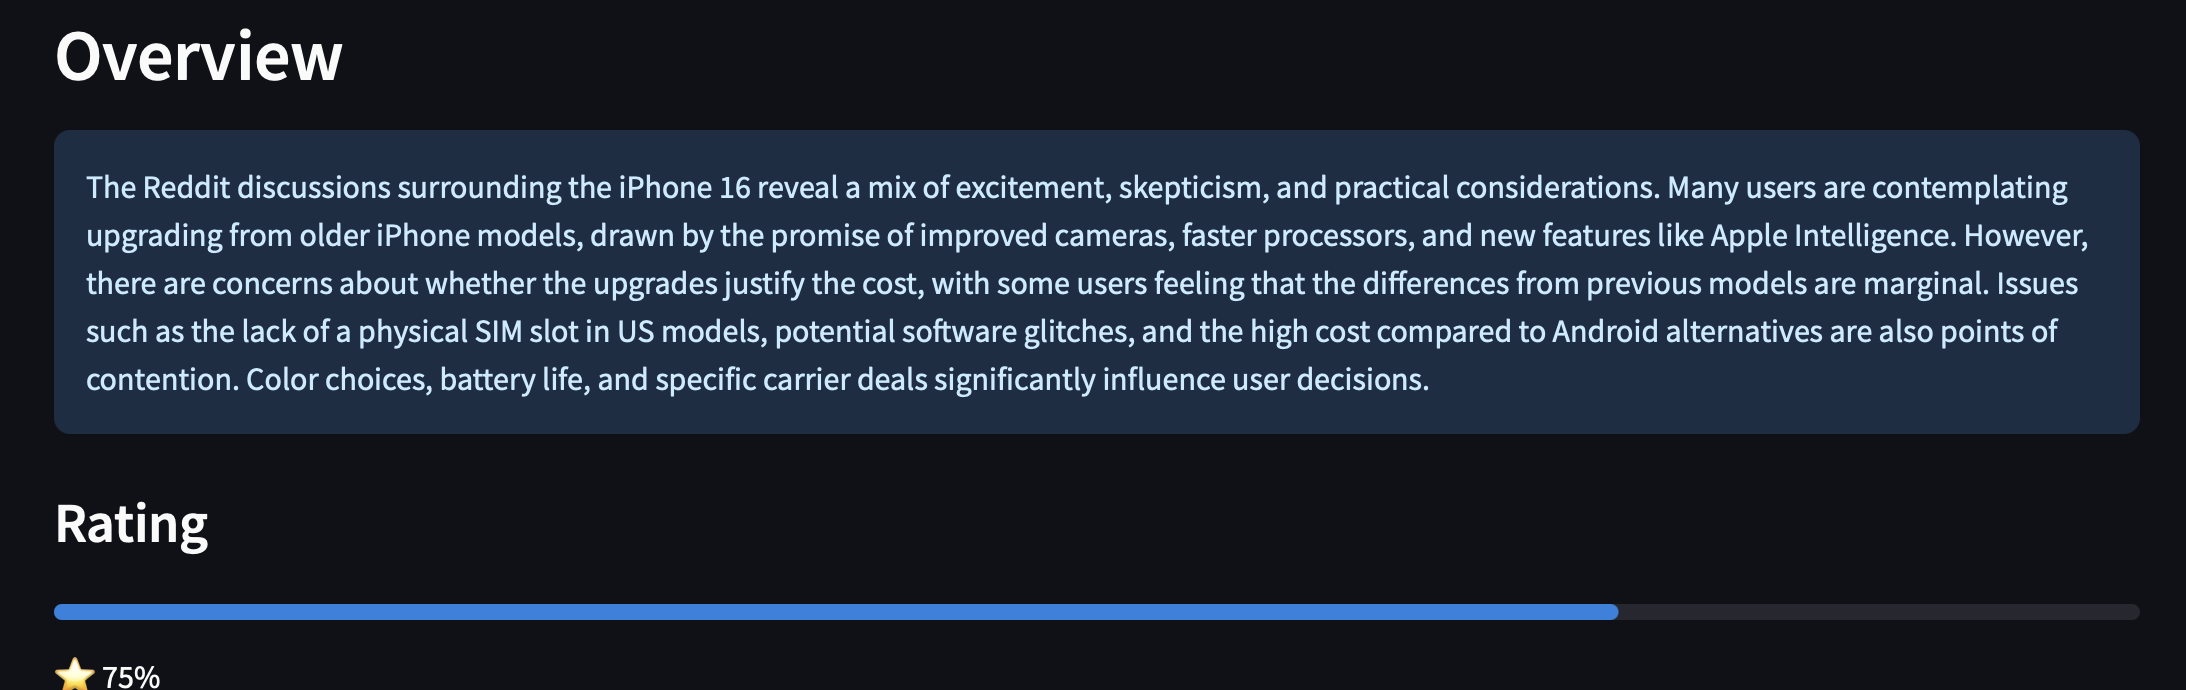 Overview
The Reddit discussions surrounding the iPhone 16 reveal a mix of excitement, skepticism, and practical considerations. Many users are contemplating
upgrading from older iPhone models, drawn by the promise of improved cameras, faster processors, and new features like Apple Intelligence. However,
there are concerns about whether the upgrades justify the cost, with some users feeling that the differences from previous models are marginal. Issues
such as the lack of a physical SIM slot in US models, potential software glitches, and the high cost compared to Android alternatives are also points of
contention. Color choices, battery life, and specific carrier deals significantly influence user decisions.
Rating
⭐ 75%